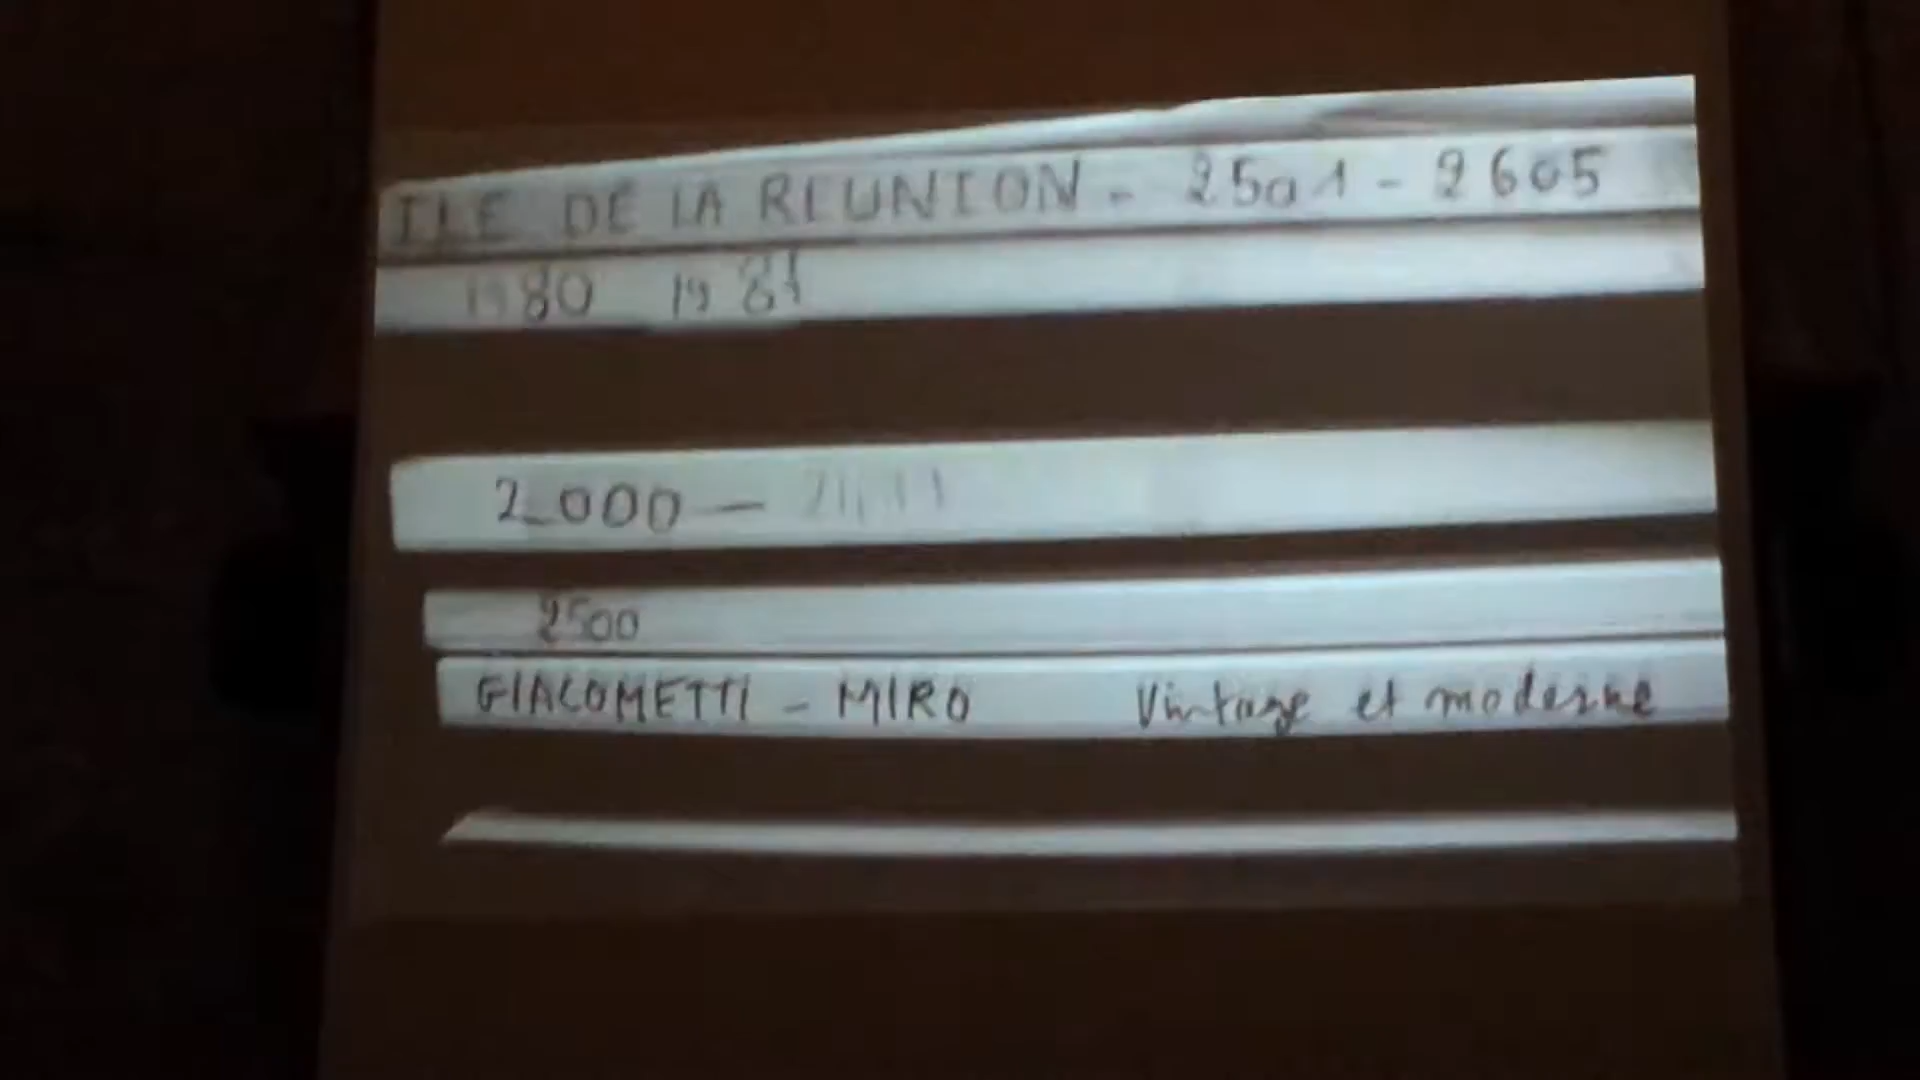 ILE DE LA REUNION - 2501 - 2605
1980 1981
2000 —
2500
GIACOMETTI - MIRO Vintage et moderne